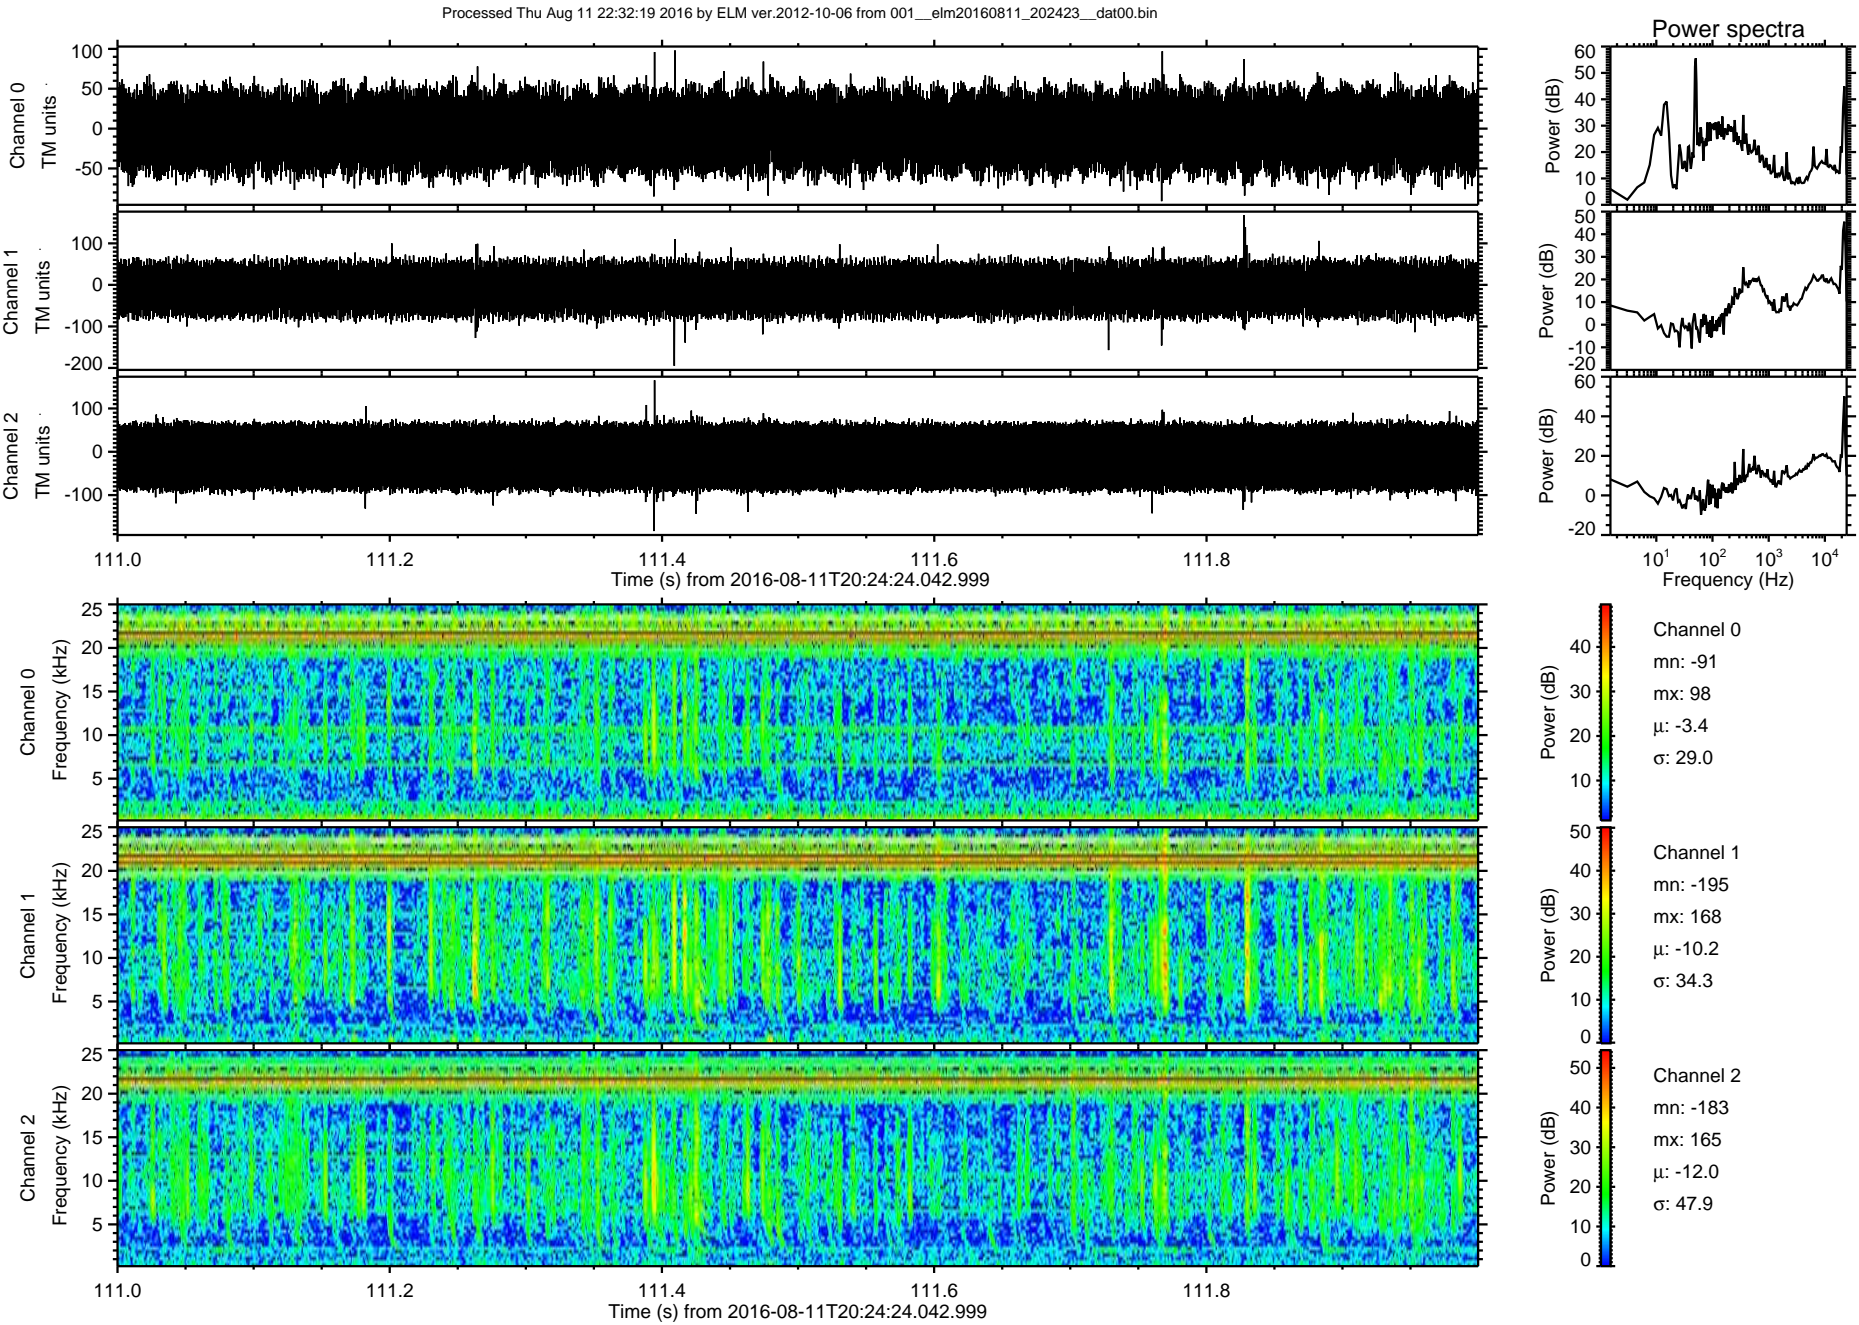 Processed Thu Aug 11 22:32:19 2016 by ELM ver.2012-10-06 from 001__elm20160811_202423__dat00.bin
Power spectra
Channel 0
TM units
100
50
0
-50
Power (dB)
60
50
40
30
20
10
0
Channel 1
TM units
100
0
-100
-200
Power (dB)
50
40
30
20
10
0
-10
-20
Channel 2
TM units
100
0
-100
Power (dB)
60
40
20
0
-20
111.0 111.2 111.4 111.6 111.8
Time (s) from 2016-08-11T20:24:24.042.999
10¹ 10² 10³ 10⁴
Frequency (Hz)
Channel 0
Frequency (kHz)
25
20
15
10
5
Power (dB)
40
30
20
10
Channel 0
mn: -91
mx: 98
μ: -3.4
σ: 29.0
Channel 1
Frequency (kHz)
25
20
15
10
5
Power (dB)
50
40
30
20
10
0
Channel 1
mn: -195
mx: 168
μ: -10.2
σ: 34.3
Channel 2
Frequency (kHz)
25
20
15
10
5
Power (dB)
50
40
30
20
10
0
Channel 2
mn: -183
mx: 165
μ: -12.0
σ: 47.9
111.0 111.2 111.4 111.6 111.8
Time (s) from 2016-08-11T20:24:24.042.999